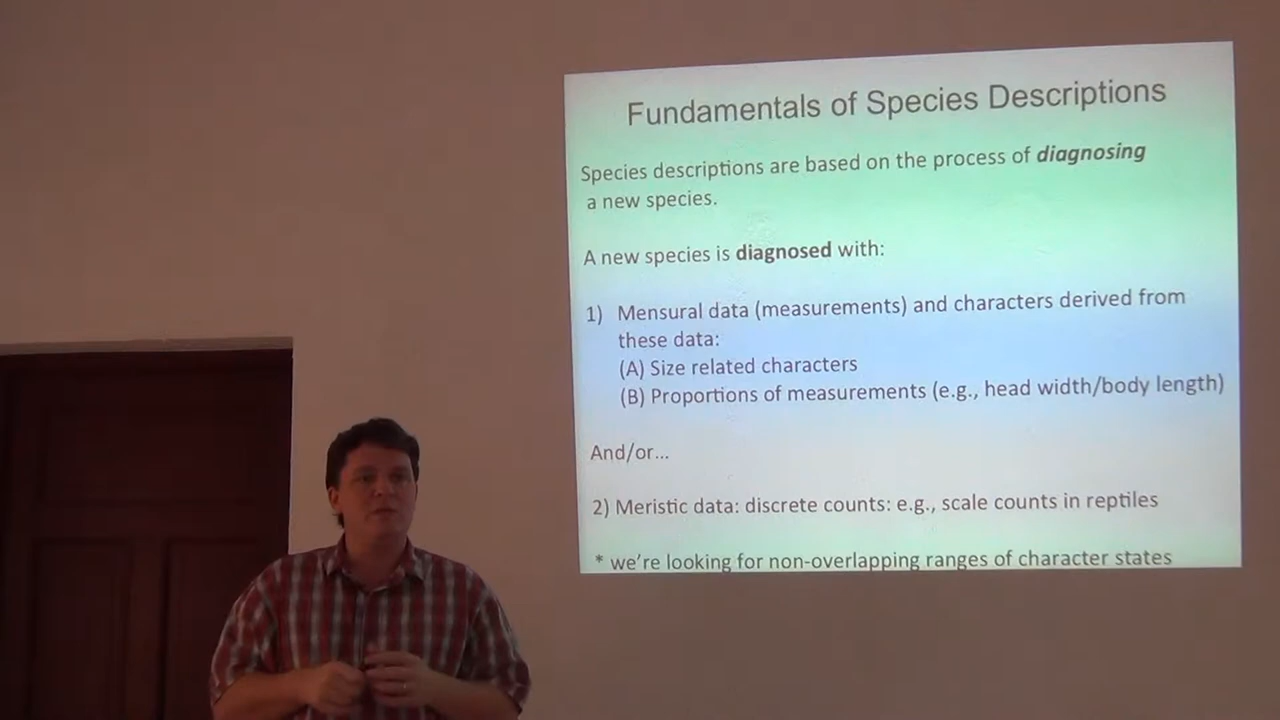 Fundamentals of Species Descriptions
Species descriptions are based on the process of diagnosing
a new species.
A new species is diagnosed with:
1) Mensural data (measurements) and characters derived from
these data:
(A) Size related characters
(B) Proportions of measurements (e.g., head width/body length)
And/or...
2) Meristic data: discrete counts: e.g., scale counts in reptiles
* we're looking for non-overlapping ranges of character states